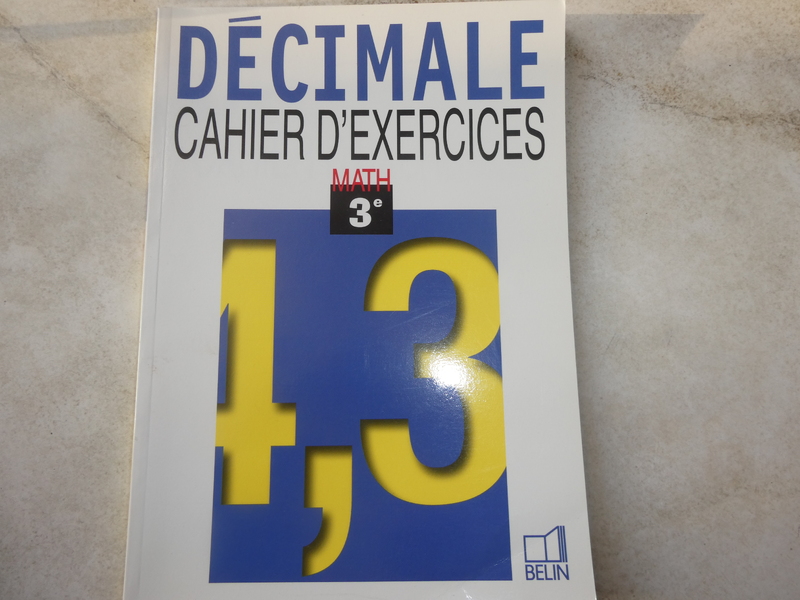 DÉCIMALE
CAHIER D'EXERCICES
MATH
3e
4,3
BELIN